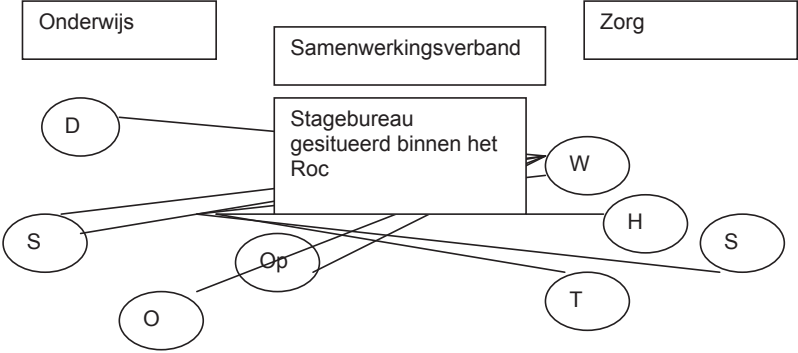 Onderwijs
Samenwerkingsverband
Zorg
Stagebureau
gesitueerd binnen het
Roc
D
W
S
H
S
Op
O
T